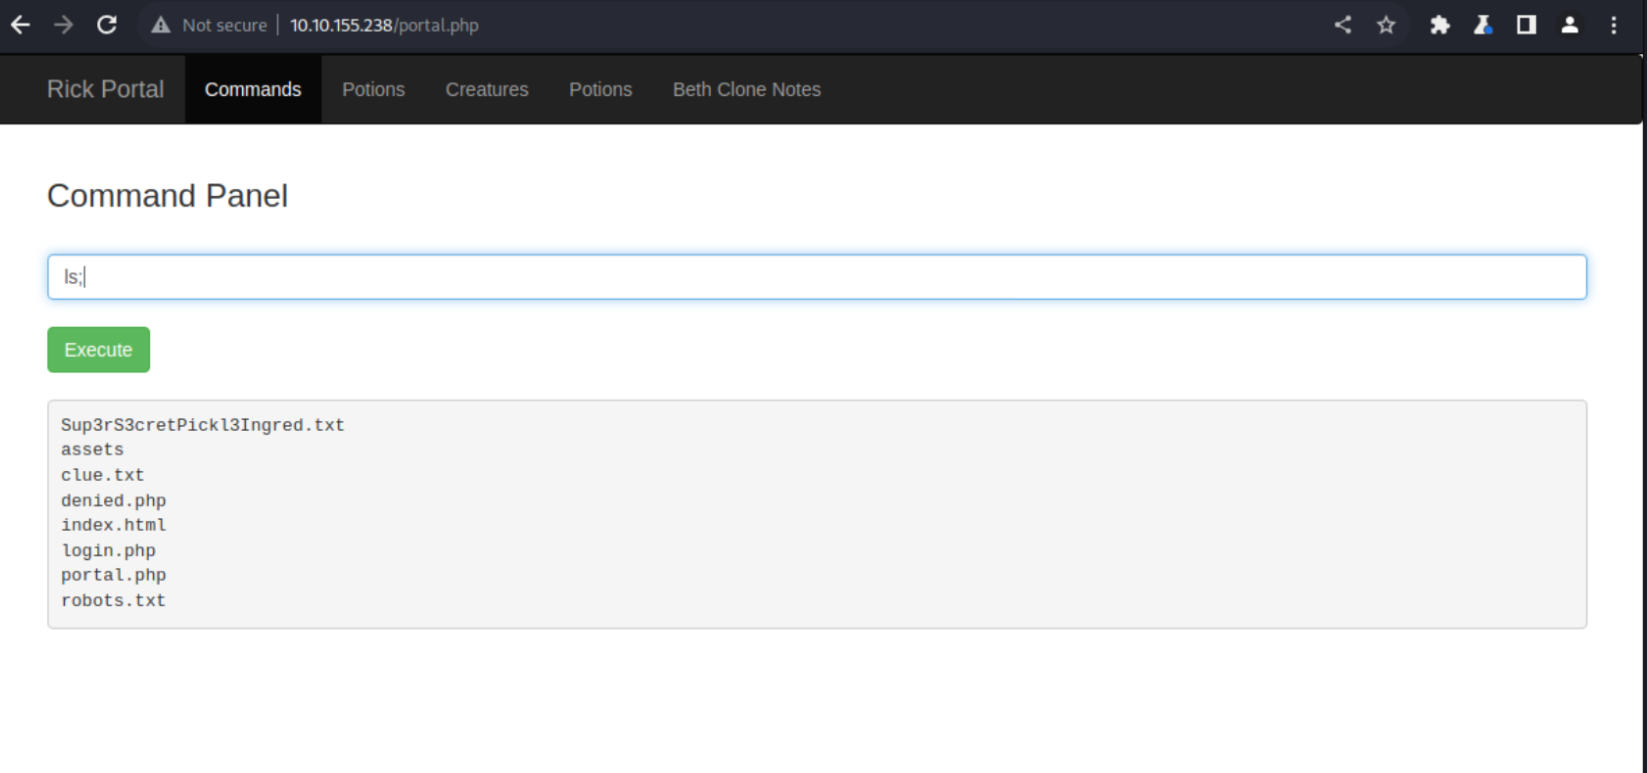 Not secure 10.10.155.238/portal.php
Rick Portal Commands Potions Creatures Potions Beth Clone Notes
Command Panel
ls;
Execute
Sup3rS3cretPickl3Ingred.txt
assets
clue.txt
denied.php
index.html
login.php
portal.php
robots.txt